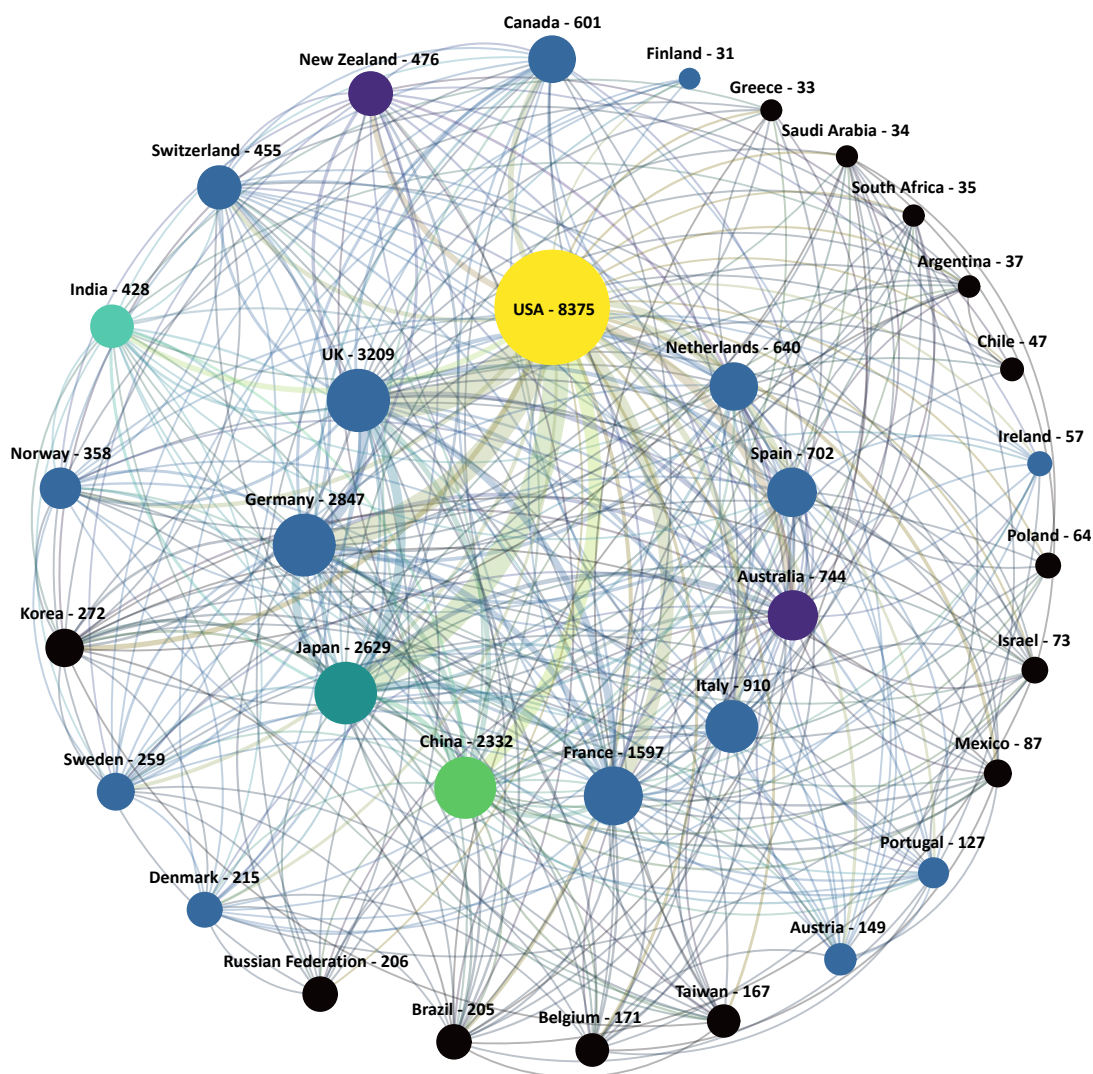 Canada - 601
Finland - 31
New Zealand - 476
Greece - 33
Saudi Arabia - 34
Switzerland - 455
South Africa - 35
Argentina - 37
India - 428
USA - 8375
Chile - 47
Netherlands - 640
UK - 3209
Ireland - 57
Norway - 358
Spain - 702
Germany - 2847
Poland - 64
Australia - 744
Korea - 272
Israel - 73
Japan - 2629
Italy - 910
China - 2332
Mexico - 87
France - 1597
Sweden - 259
Portugal - 127
Denmark - 215
Austria - 149
Russian Federation - 206
Taiwan - 167
Brazil - 205
Belgium - 171